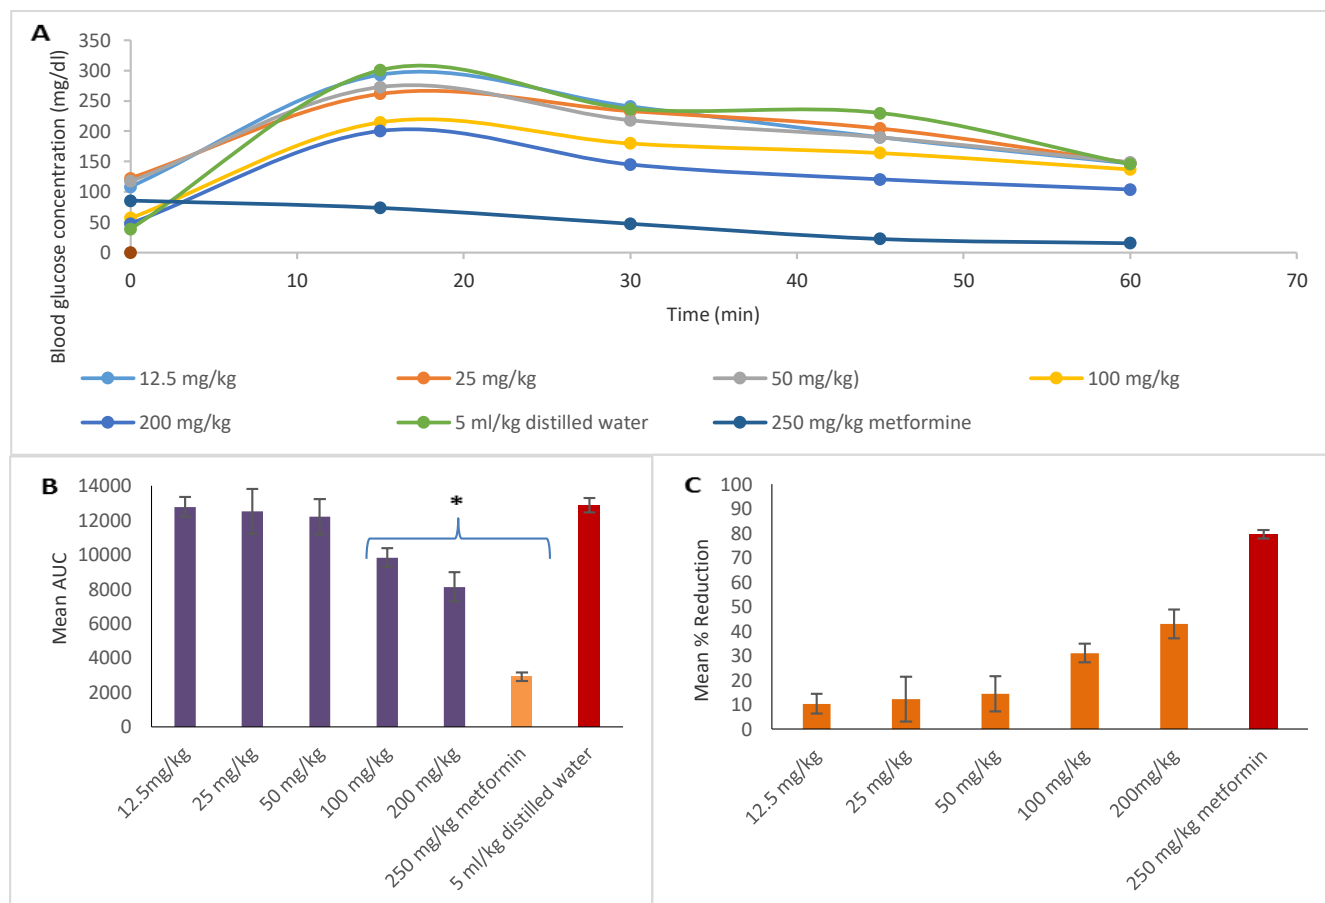 A
Blood glucose concentration (mg/dl)
350
300
250
200
150
100
50
0
0 10 20 30 40 50 60 70
Time (min)
12.5 mg/kg 25 mg/kg 50 mg/kg) 100 mg/kg
200 mg/kg 5 ml/kg distilled water 250 mg/kg metformine
B
Mean AUC
14000
12000
10000
8000
6000
4000
2000
0
*
12.5mg/kg
25 mg/kg
50 mg/kg
100 mg/kg
200 mg/kg
250 mg/kg metformin
5 ml/kg distilled water
C
Mean % Reduction
100
90
80
70
60
50
40
30
20
10
0
12.5 mg/kg
25 mg/kg
50 mg/kg
100 mg/kg
200mg/kg
250 mg/kg metformin